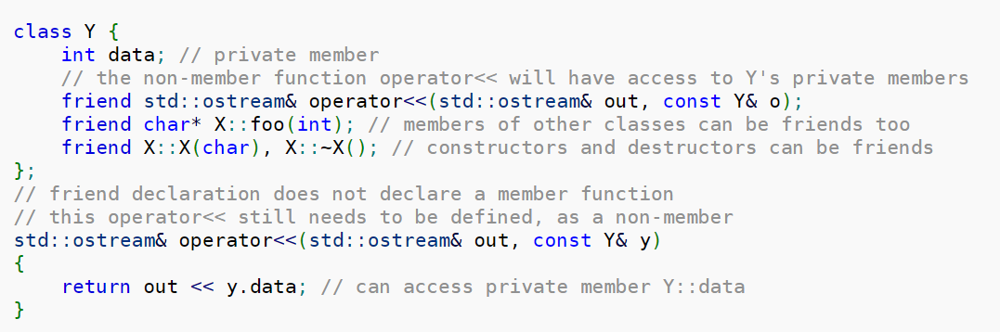 class Y {
    int data; // private member
    // the non-member function operator<< will have access to Y's private members
    friend std::ostream& operator<<(std::ostream& out, const Y& o);
    friend char* X::foo(int); // members of other classes can be friends too
    friend X::X(char), X::~X(); // constructors and destructors can be friends
};
// friend declaration does not declare a member function
// this operator<< still needs to be defined, as a non-member
std::ostream& operator<<(std::ostream& out, const Y& y)
{
    return out << y.data; // can access private member Y::data
}